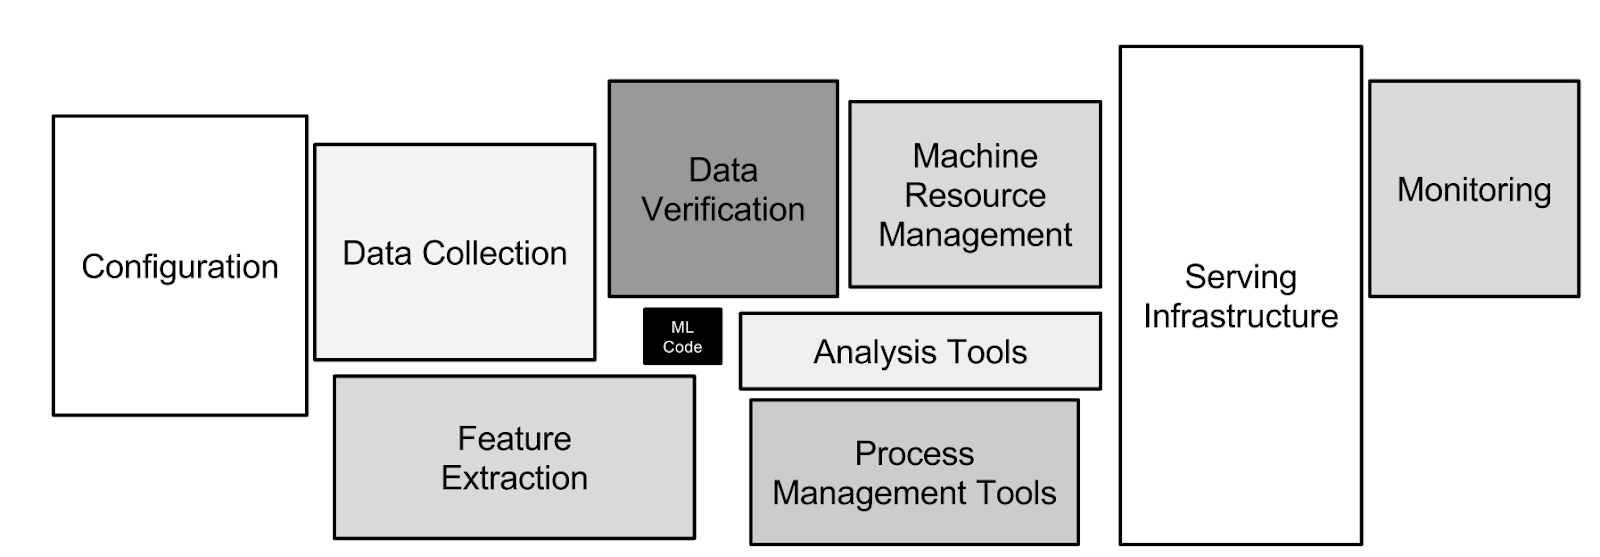 Configuration
Data Collection
Feature
Extraction
Data
Verification
ML
Code
Machine
Resource
Management
Analysis Tools
Process
Management Tools
Serving
Infrastructure
Monitoring